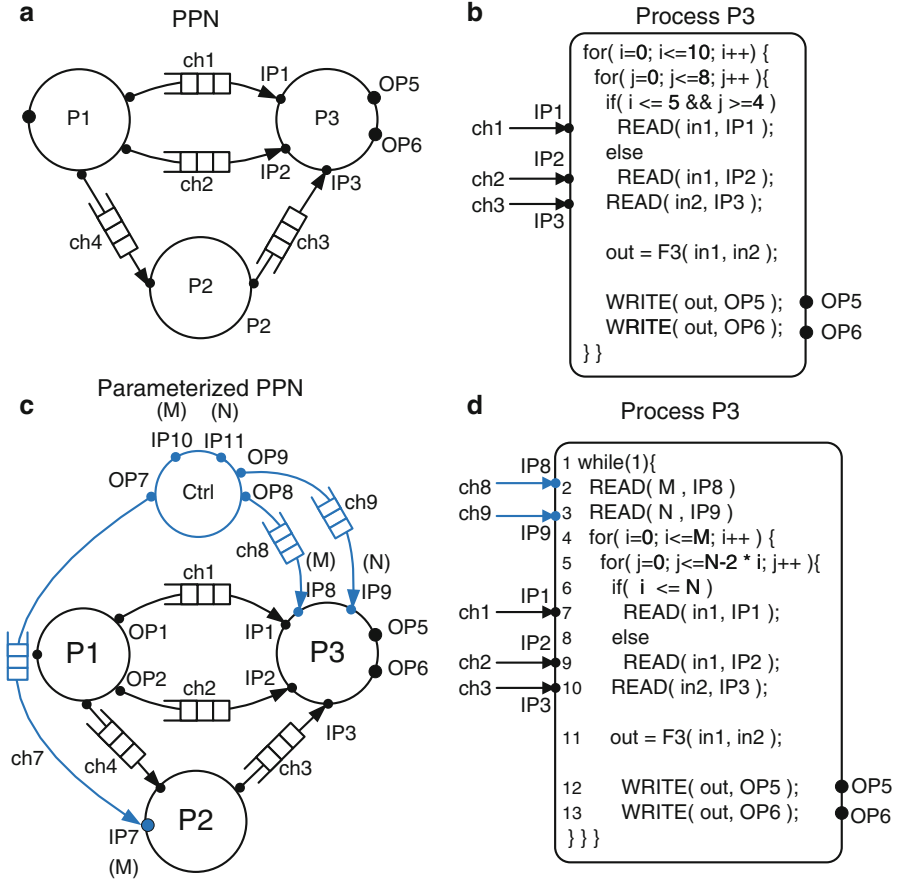 a
PPN
ch1
IP1
OP5
P1
P3
OP6
ch2
IP2
IP3
ch4
ch3
P2
P2
b
Process P3
for( i=0; i<=10; i++) {
for( j=0; j<=8; j++ ){
if( i <= 5 && j >=4 )
READ( in1, IP1 );
else
READ( in1, IP2 );
READ( in2, IP3 );
out = F3( in1, in2 );
WRITE( out, OP5 );
WRITE( out, OP6 );
} }
IP1
ch1
IP2
ch2
ch3
IP3
OP5
OP6
c
Parameterized PPN
(M) (N)
IP10 IP11
OP9
OP7
Ctrl
OP8
ch9
ch8
(M)
(N)
ch1
IP8
IP9
OP1
IP1
OP5
P1
P3
OP6
OP2
IP2
ch2
IP3
ch7
ch4
ch3
P2
IP7
(M)
d
Process P3
IP8
ch8
ch9
IP9
IP1
ch1
IP2
ch2
ch3
IP3
1 while(1){
2 READ( M , IP8 )
3 READ( N , IP9 )
4 for( i=0; i<=M; i++ ) {
5 for( j=0; j<=N-2 * i; j++ ){
6 if( i <= N )
7 READ( in1, IP1 );
8 else
9 READ( in1, IP2 );
10 READ( in2, IP3 );
11 out = F3( in1, in2 );
12 WRITE( out, OP5 );
13 WRITE( out, OP6 );
} } }
OP5
OP6